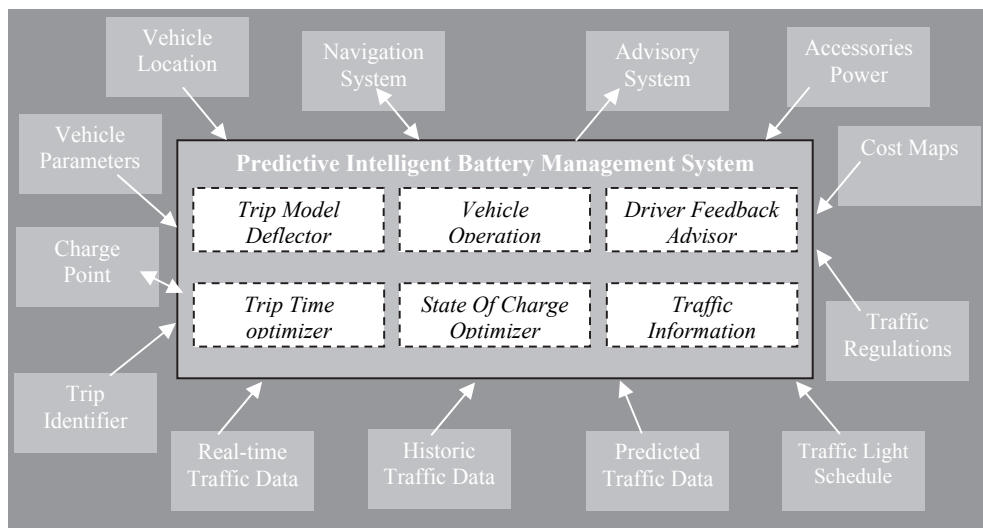 Vehicle
Location
Navigation
System
Advisory
System
Accessories
Power
Vehicle
Parameters
Cost Maps
Predictive Intelligent Battery Management System
Trip Model
Deflector
Vehicle
Operation
Driver Feedback
Advisor
Charge
Point
Trip Time
optimizer
State Of Charge
Optimizer
Traffic
Information
Traffic
Regulations
Trip
Identifier
Real-time
Traffic Data
Historic
Traffic Data
Predicted
Traffic Data
Traffic Light
Schedule